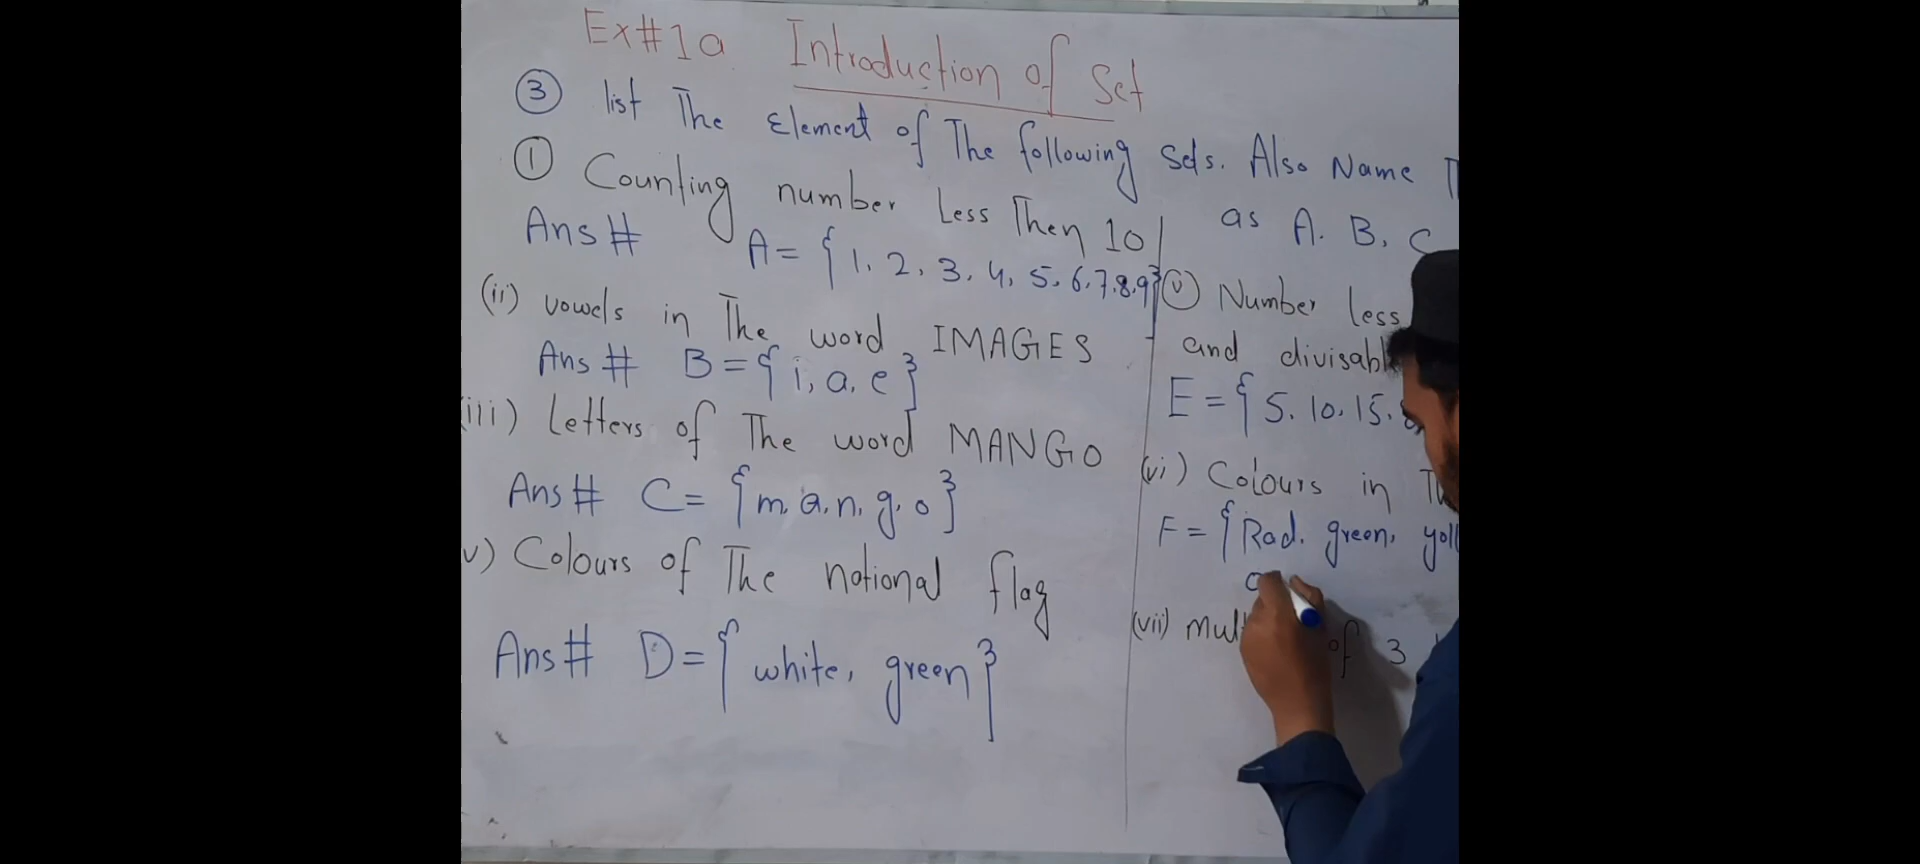 Ex#1a Introduction of Set
③ list The Element of The following Sets. Also Name
as A. B, C
① Counting number Less Then 10
Ans # A = { 1, 2, 3, 4, 5, 6, 7, 8, 9 }
(ii) vowels in The word IMAGES
Ans # B = { i, a, e }
(iii) Letters of The word MANGO
Ans # C = { m, a, n, g, o }
v) Colours of The national flag
Ans # D = { white, green }
(v) Number less
and divisabl
E = { 5. 10. 15.
(vi) Colours in
F = { Rad. green, yoll
(vii) mul of 3